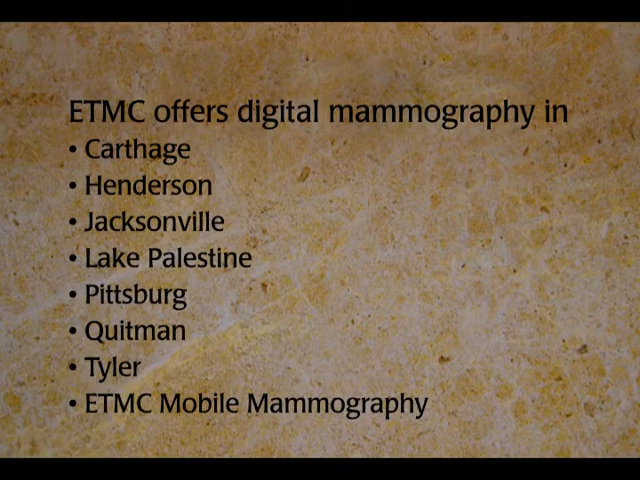 ETMC offers digital mammography in
• Carthage
• Henderson
• Jacksonville
• Lake Palestine
• Pittsburg
• Quitman
• Tyler
• ETMC Mobile Mammography